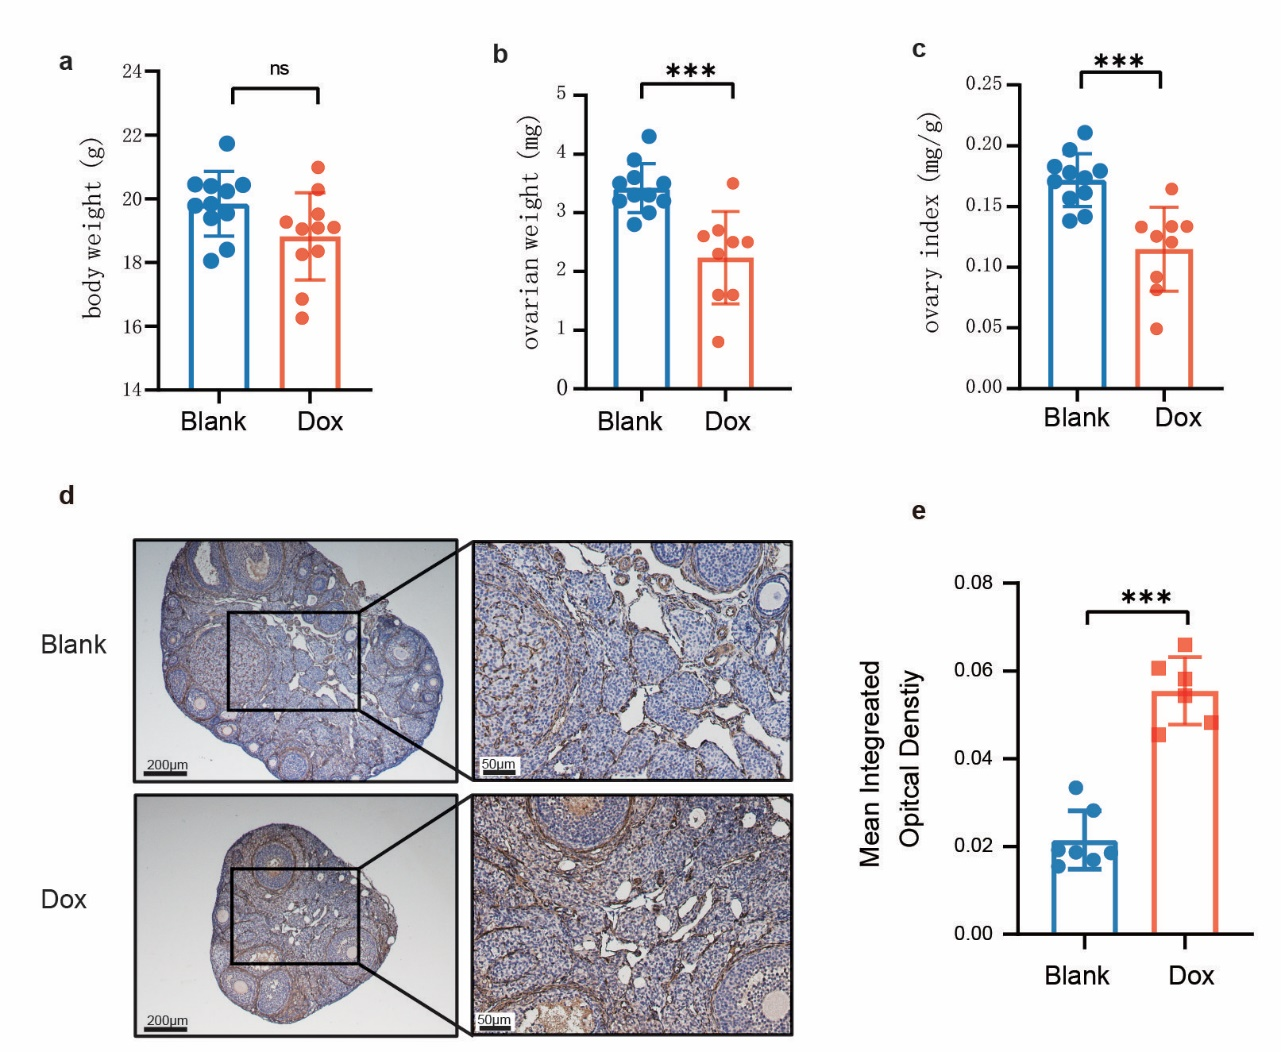 a
ns
24
22
20
18
16
14
body weight (g)
Blank
Dox
b
***
5
4
3
2
1
0
ovarian weight (mg)
Blank
Dox
c
***
0.25
0.20
0.15
0.10
0.05
0.00
ovary index (mg/g)
Blank
Dox
d
Blank
200μm
50μm
Dox
200μm
50μm
e
***
0.08
0.06
0.04
0.02
0.00
Mean Integreated
Opitcal Denstiy
Blank
Dox